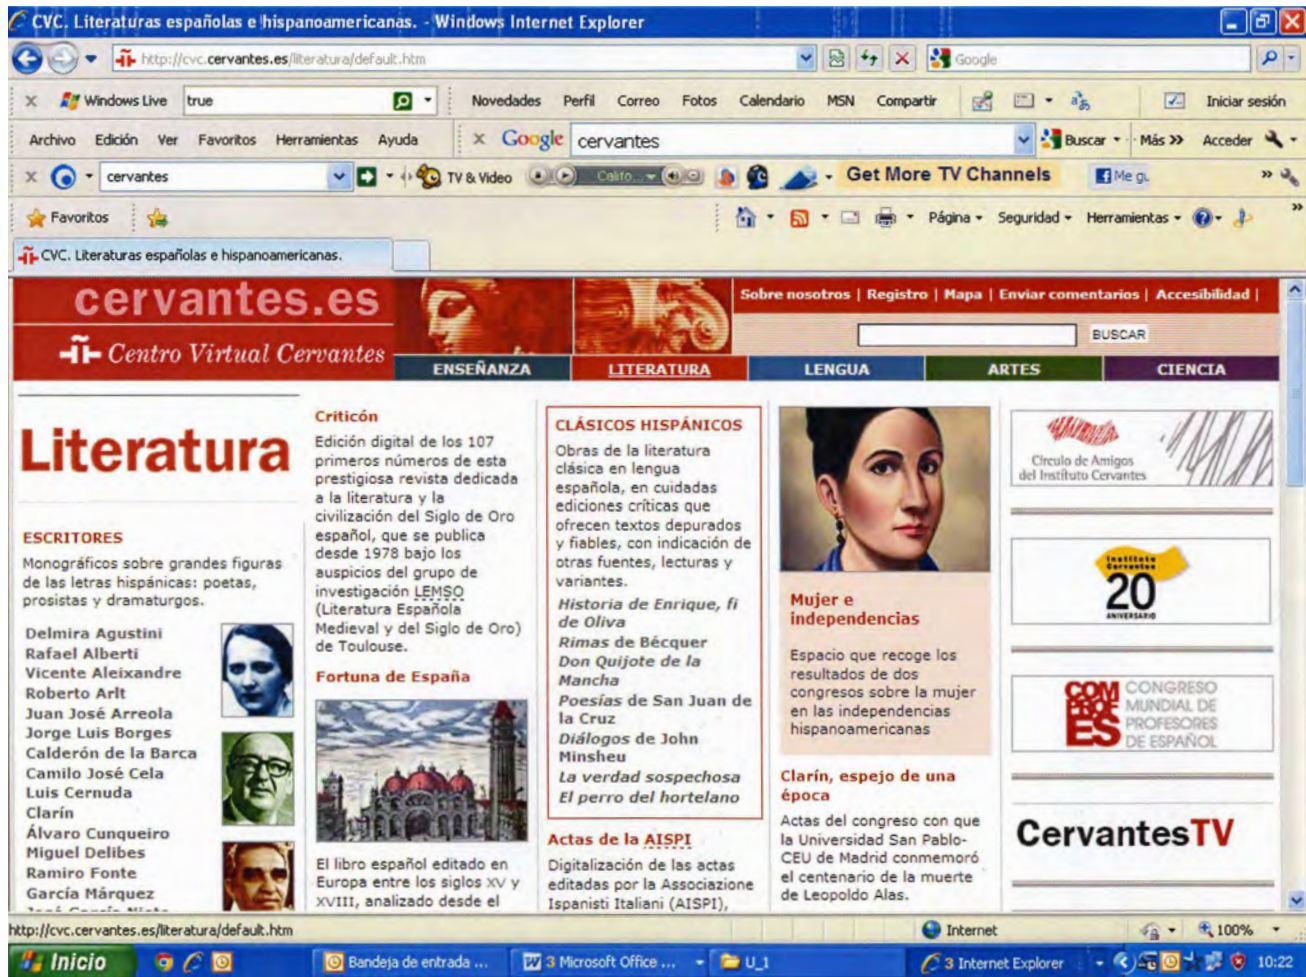 CVC. Literaturas españolas e hispanoamericanas. - Windows Internet Explorer
http://cvc.cervantes.es/literatura/default.htm
Google
Windows Live
true
Novedades Perfil Correo Fotos Calendario MSN Compartir
Iniciar sesión
Archivo Edición Ver Favoritos Herramientas Ayuda
Google
cervantes
Buscar
Más >>
Acceder
cervantes
TV & Video
Get More TV Channels
Favoritos
Página
Seguridad
Herramientas
CVC. Literaturas españolas e hispanoamericanas.
cervantes.es
Centro Virtual Cervantes
Sobre nosotros | Registro | Mapa | Enviar comentarios | Accesibilidad |
BUSCAR
ENSEÑANZA
LITERATURA
LENGUA
ARTES
CIENCIA
Literatura
ESCRITORES
Monográficos sobre grandes figuras
de las letras hispánicas: poetas,
prosistas y dramaturgos.
Delmira Agustini
Rafael Alberti
Vicente Aleixandre
Roberto Arlt
Juan José Arreola
Jorge Luis Borges
Calderón de la Barca
Camilo José Cela
Luis Cernuda
Clarín
Álvaro Cunqueiro
Miguel Delibes
Ramiro Fonte
García Márquez
Criticón
Edición digital de los 107
primeros números de esta
prestigiosa revista dedicada
a la literatura y la
civilización del Siglo de Oro
español, que se publica
desde 1978 bajo los
auspicios del grupo de
investigación LEMSO
(Literatura Española
Medieval y del Siglo de Oro)
de Toulouse.
Fortuna de España
El libro español editado en
Europa entre los siglos XV y
XVIII, analizado desde el
CLÁSICOS HISPÁNICOS
Obras de la literatura
clásica en lengua
española, en cuidadas
ediciones críticas que
ofrecen textos depurados
y fiables, con indicación de
otras fuentes, lecturas y
variantes.
Historia de Enrique, fi
de Oliva
Rimas de Bécquer
Don Quijote de la
Mancha
Poesías de San Juan de
la Cruz
Diálogos de John
Minsheu
La verdad sospechosa
El perro del hortelano
Actas de la AISPI
Digitalización de las actas
editadas por la Associazione
Ispanisti Italiani (AISPI),
Mujer e
independencias
Espacio que recoge los
resultados de dos
congresos sobre la mujer
en las independencias
hispanoamericanas
Clarín, espejo de una
época
Actas del congreso con que
la Universidad San Pablo-
CEU de Madrid conmemoró
el centenario de la muerte
de Leopoldo Alas.
Círculo de Amigos
del Instituto Cervantes
Instituto
Cervantes
20
ANIVERSARIO
COM
PROF
ES
CONGRESO
MUNDIAL DE
PROFESORES
DE ESPAÑOL
CervantesTV
http://cvc.cervantes.es/literatura/default.htm
Internet
100%
Inicio
Bandeja de entrada ...
3 Microsoft Office ...
U_1
3 Internet Explorer
10:22